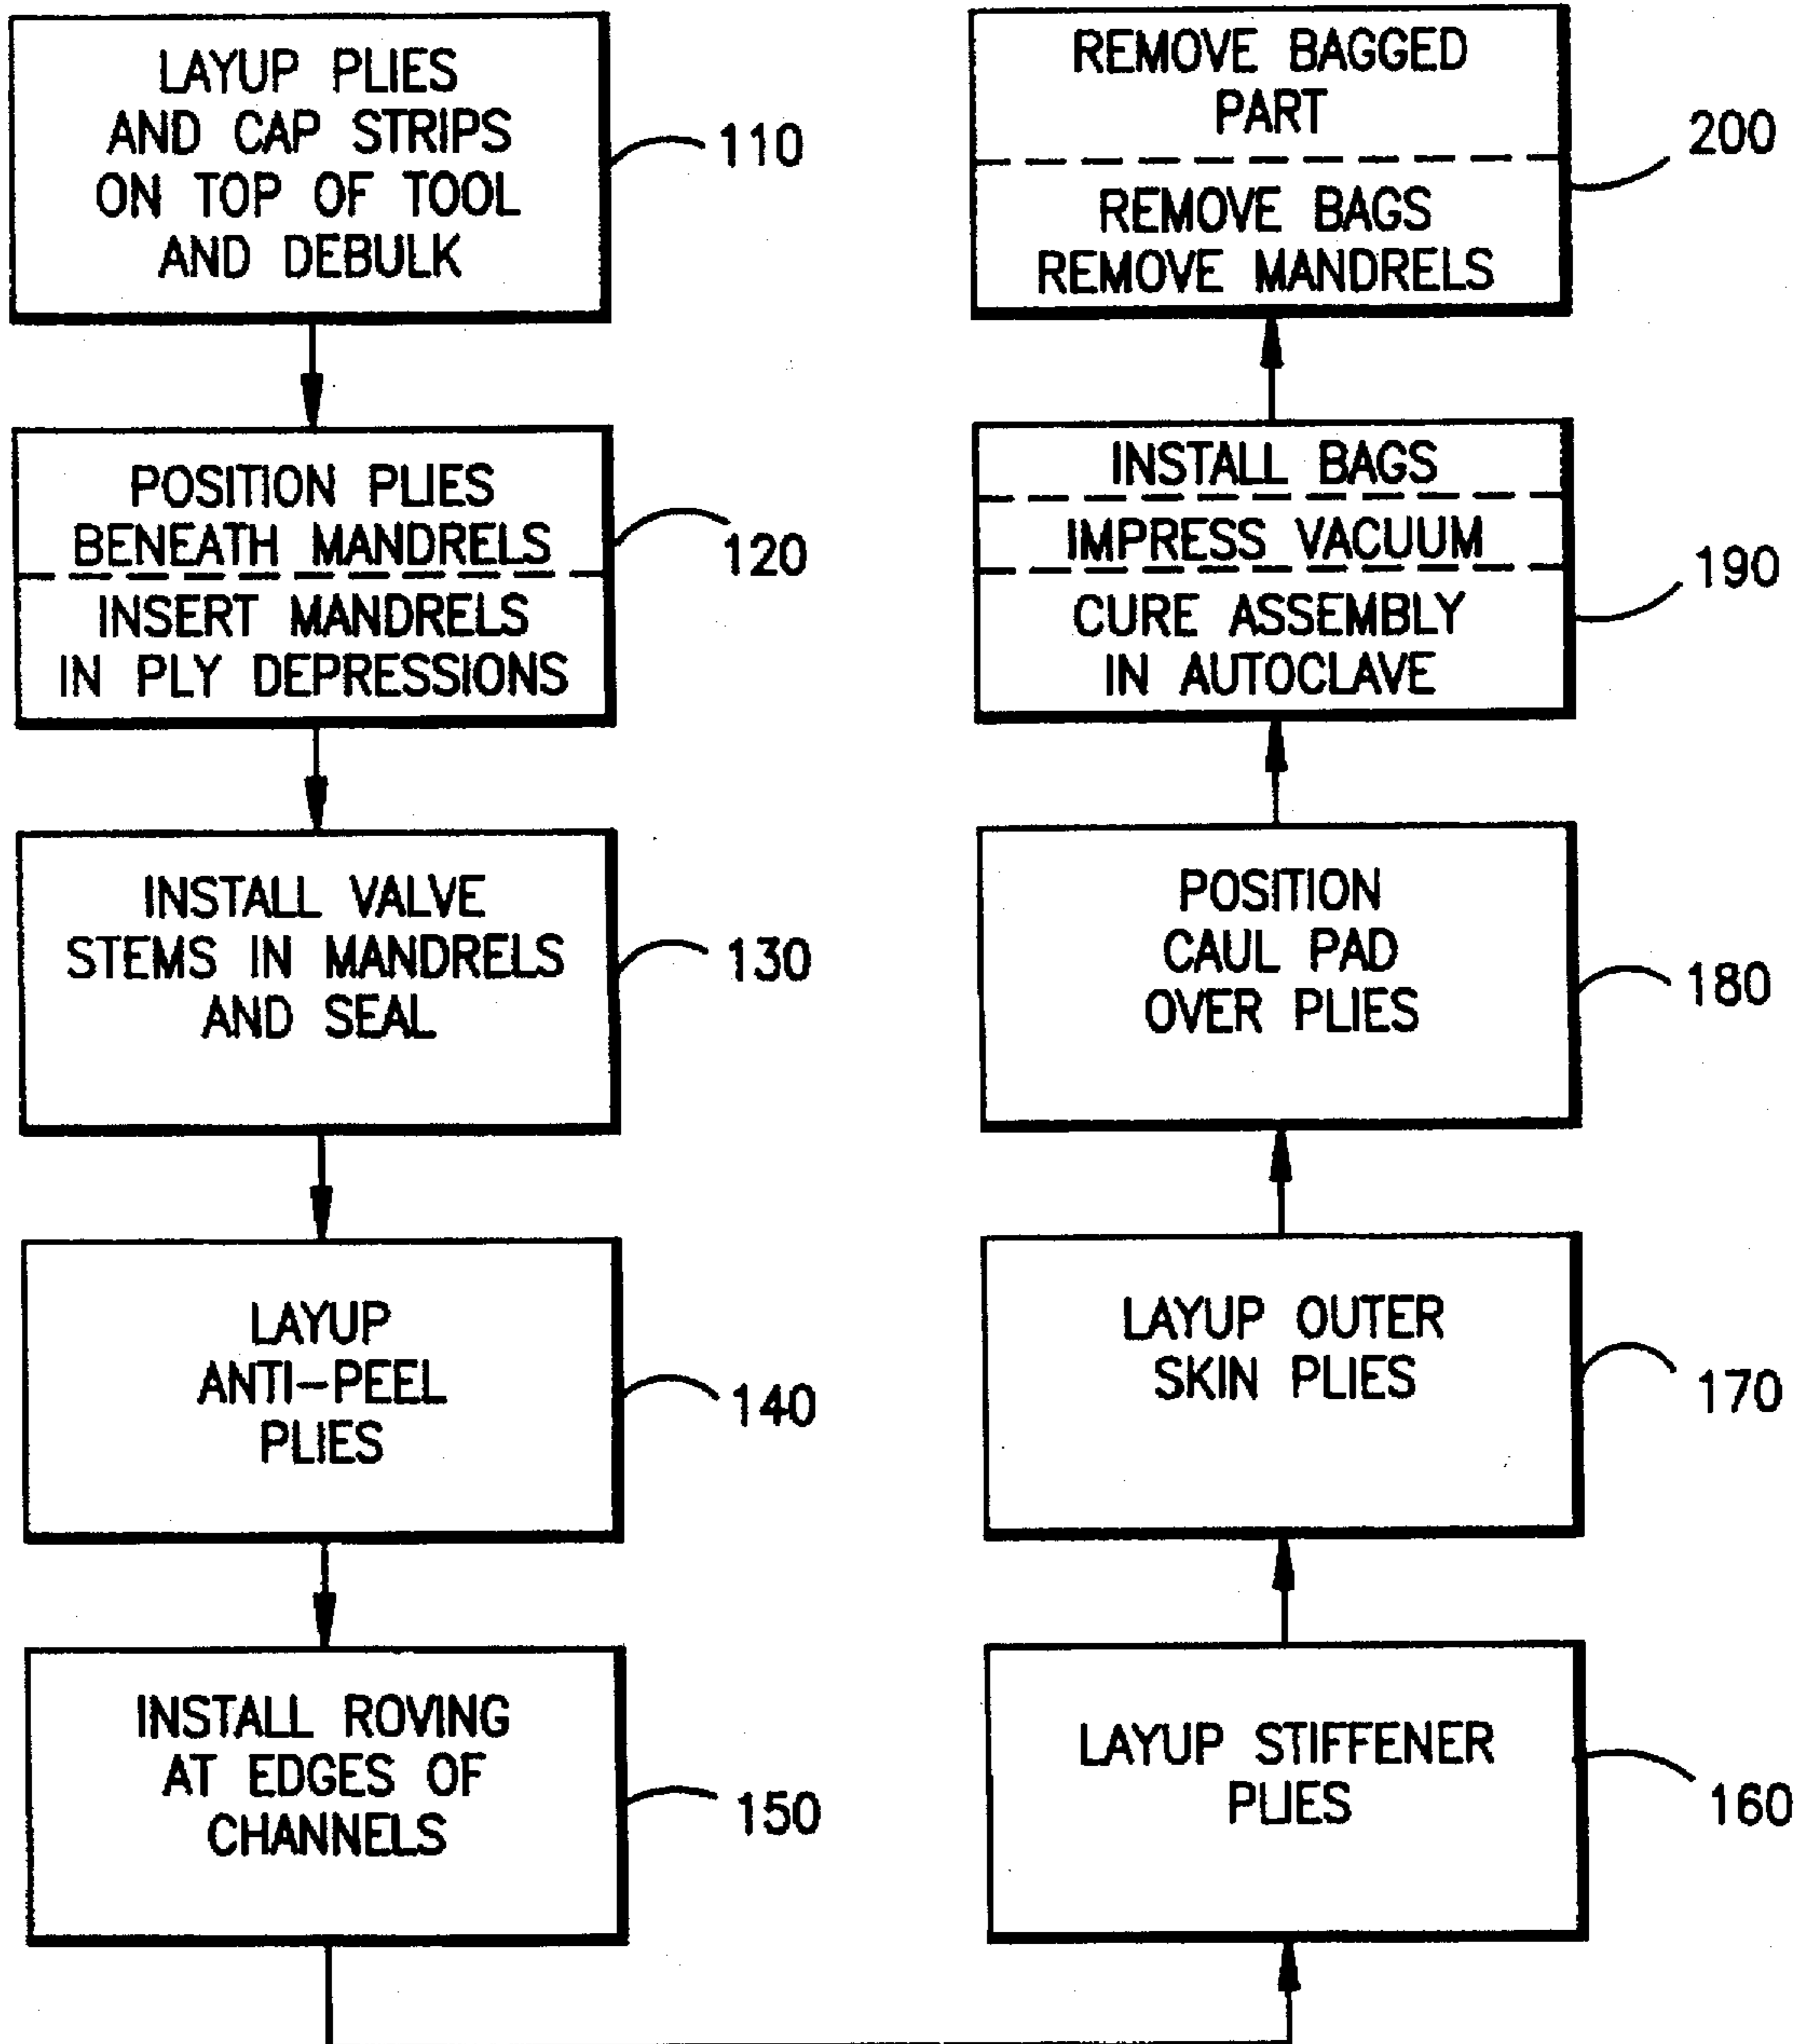 LAYUP PLIES
AND CAP STRIPS
ON TOP OF TOOL
AND DEBULK
110
POSITION PLIES
BENEATH MANDRELS
INSERT MANDRELS
IN PLY DEPRESSIONS
120
INSTALL VALVE
STEMS IN MANDRELS
AND SEAL
130
LAYUP
ANTI-PEEL
PLIES
140
INSTALL ROVING
AT EDGES OF
CHANNELS
150
LAYUP STIFFENER
PLIES
160
LAYUP OUTER
SKIN PLIES
170
POSITION
CAUL PAD
OVER PLIES
180
INSTALL BAGS
IMPRESS VACUUM
CURE ASSEMBLY
IN AUTOCLAVE
190
REMOVE BAGGED
PART
REMOVE BAGS
REMOVE MANDRELS
200